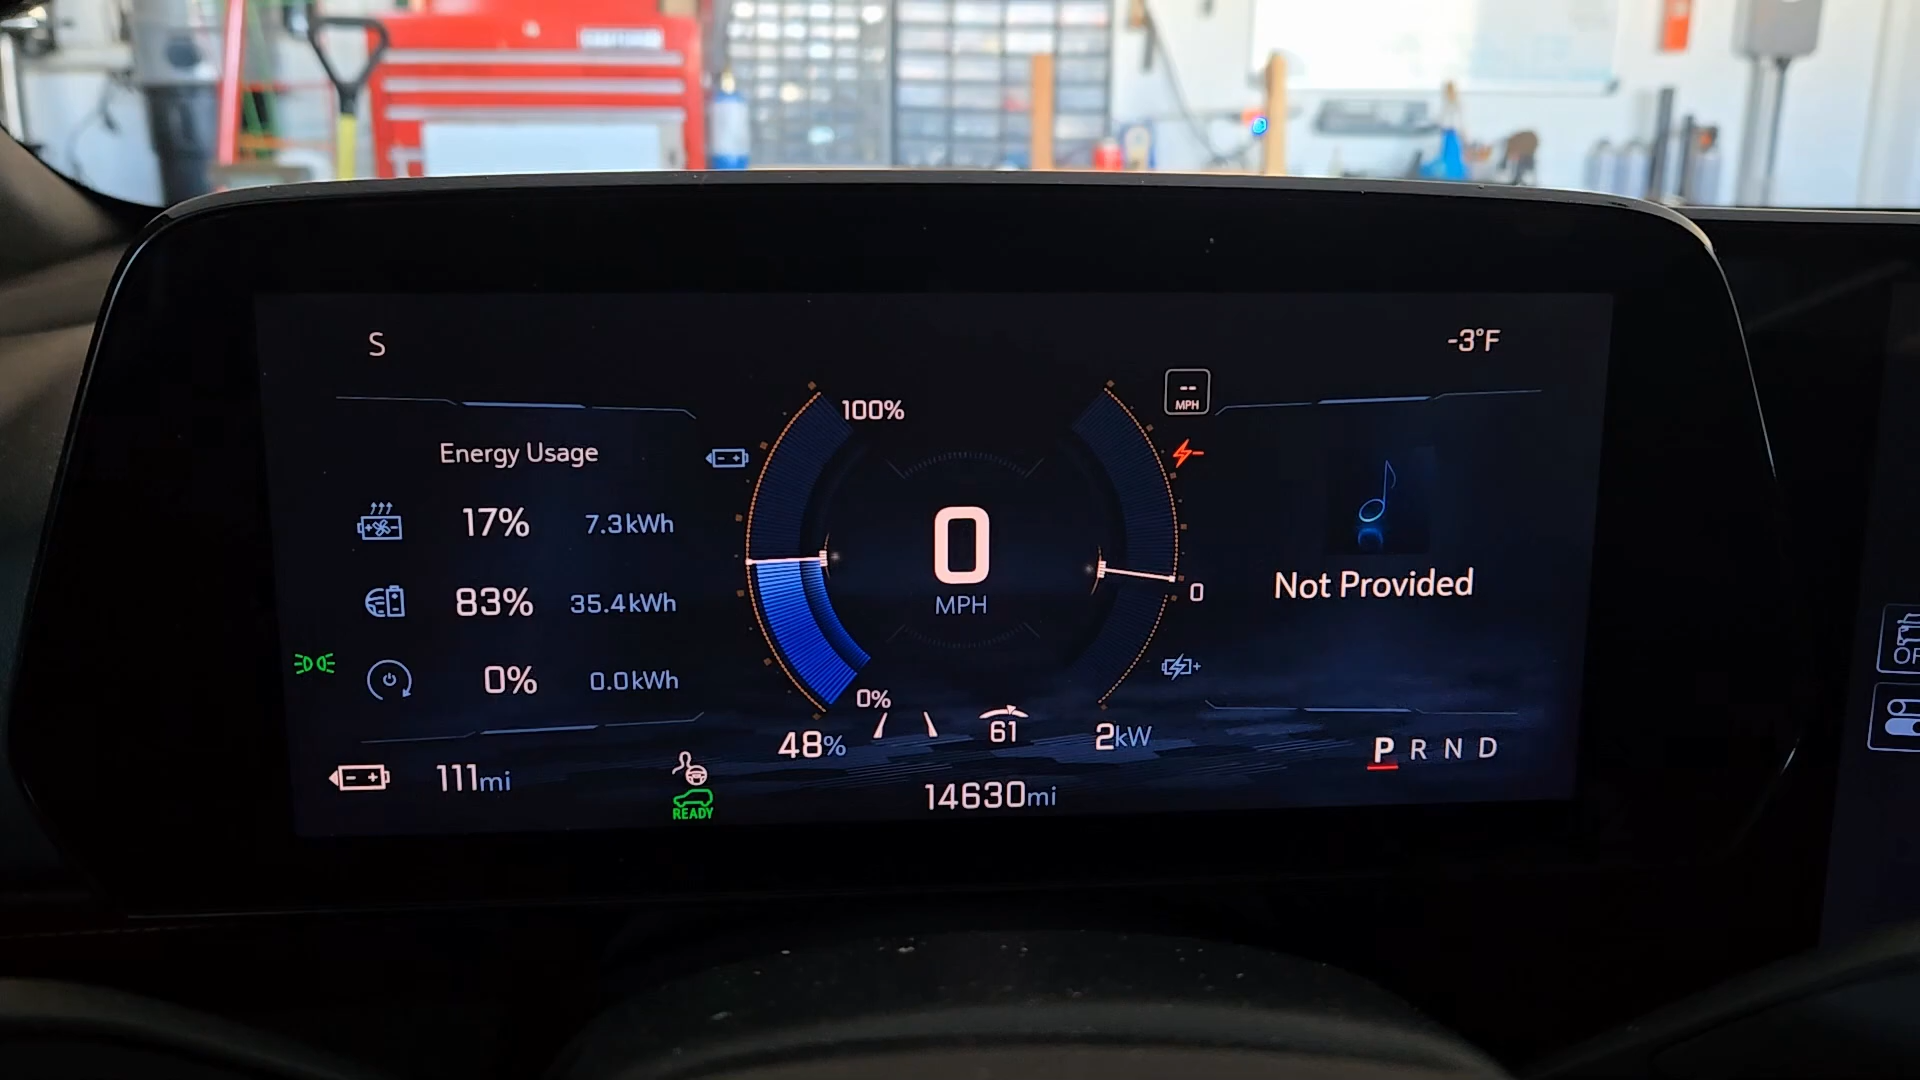 S
-3°F
100%
--
MPH
Energy Usage
17% 7.3kWh
83% 35.4kWh
0% 0.0kWh
0
MPH
0
Not Provided
0%
48%
61
2kW
P R N D
111mi
READY
14630mi